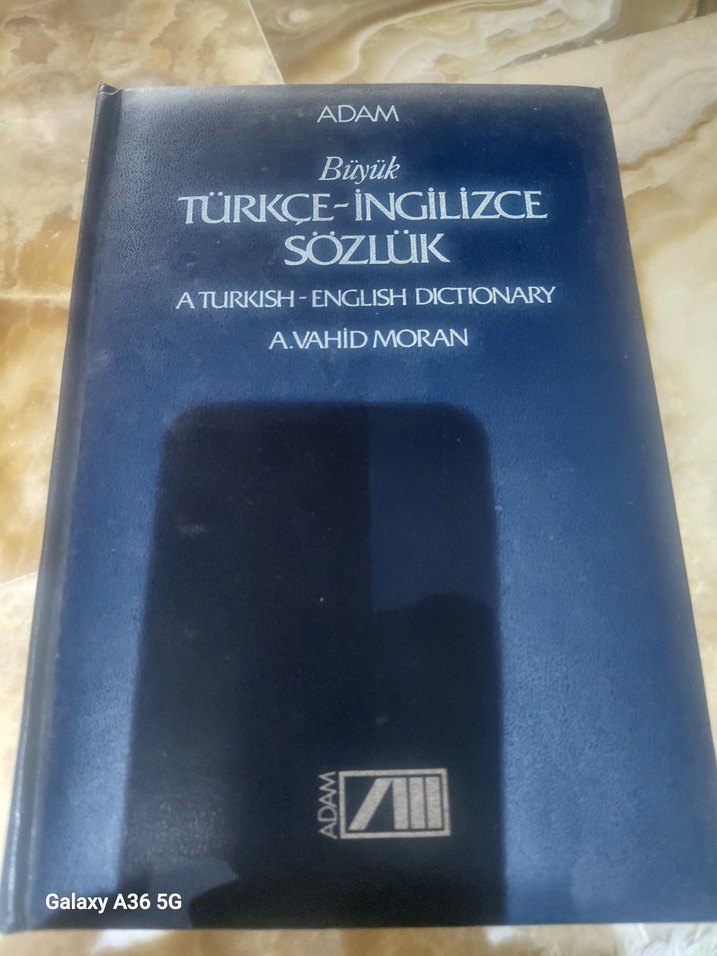 ADAM
Büyük
TÜRKÇE-İNGİLİZCE
SÖZLÜK
A TURKISH-ENGLISH DICTIONARY
A.VAHİD MORAN
ADAM
Galaxy A36 5G